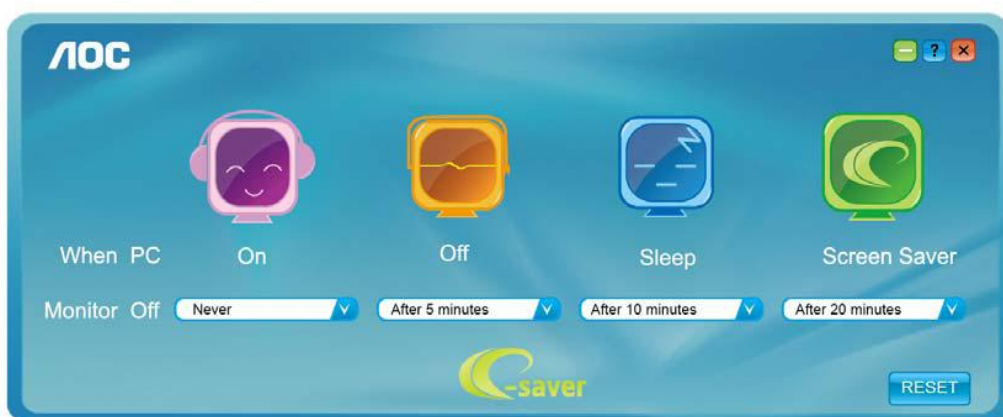 AOC
?
When PC On Off Sleep Screen Saver
Monitor Off Never After 5 minutes After 10 minutes After 20 minutes
e-saver
RESET